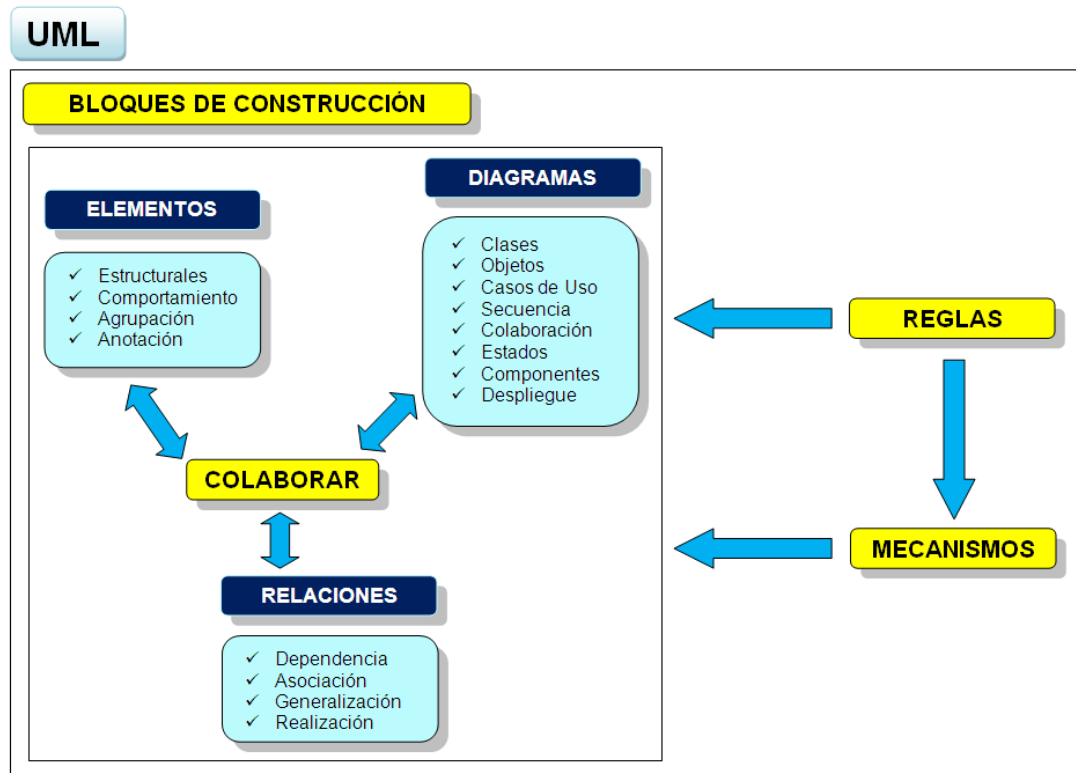 UML
BLOQUES DE CONSTRUCCIÓN
ELEMENTOS
Estructurales
Comportamiento
Agrupación
Anotación
DIAGRAMAS
Clases
Objetos
Casos de Uso
Secuencia
Colaboración
Estados
Componentes
Despliegue
COLABORAR
RELACIONES
Dependencia
Asociación
Generalización
Realización
REGLAS
MECANISMOS